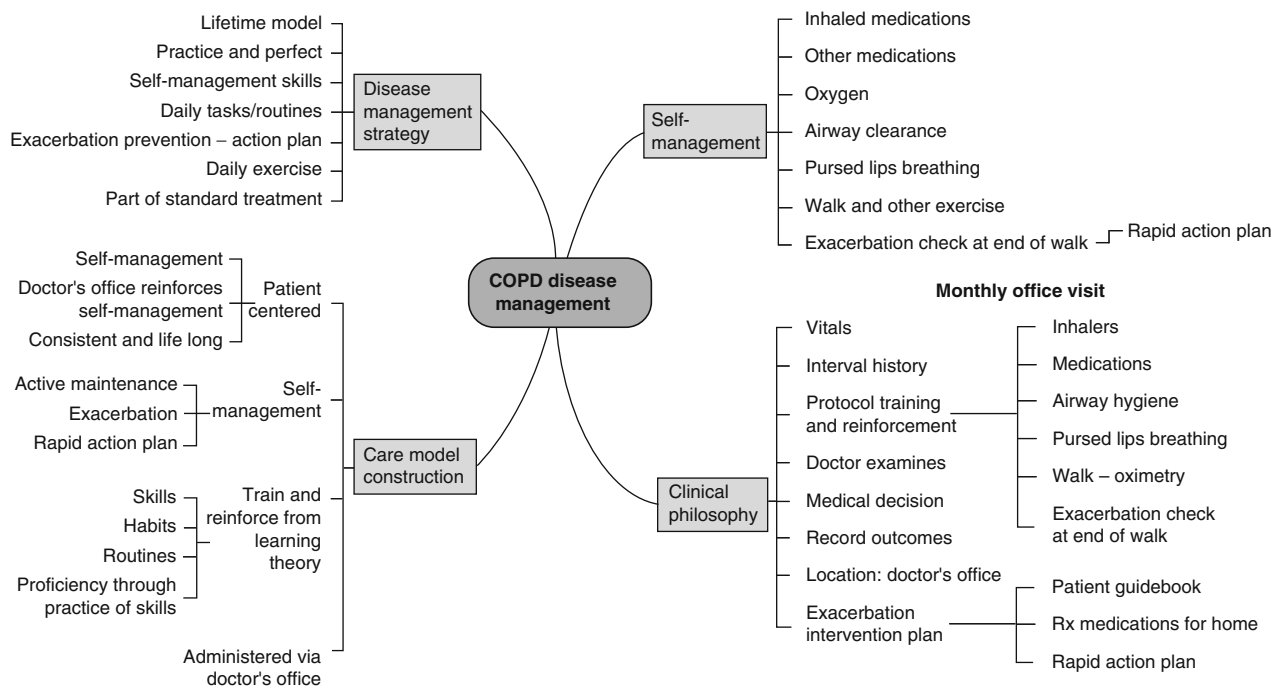 Lifetime model
Practice and perfect
Self-management skills
Daily tasks/routines
Exacerbation prevention – action plan
Daily exercise
Part of standard treatment
Disease
management
strategy
Self-
management
Inhaled medications
Other medications
Oxygen
Airway clearance
Pursed lips breathing
Walk and other exercise
Exacerbation check at end of walk
Rapid action plan
COPD disease
management
Self-management
Doctor's office reinforces
self-management
Consistent and life long
Patient
centered
Active maintenance
Exacerbation
Rapid action plan
Self-
management
Skills
Habits
Routines
Proficiency through
practice of skills
Train and
reinforce from
learning
theory
Administered via
doctor's office
Care model
construction
Clinical
philosophy
Monthly office visit
Vitals
Interval history
Protocol training
and reinforcement
Doctor examines
Medical decision
Record outcomes
Location: doctor's office
Exacerbation
intervention plan
Inhalers
Medications
Airway hygiene
Pursed lips breathing
Walk – oximetry
Exacerbation check
at end of walk
Patient guidebook
Rx medications for home
Rapid action plan